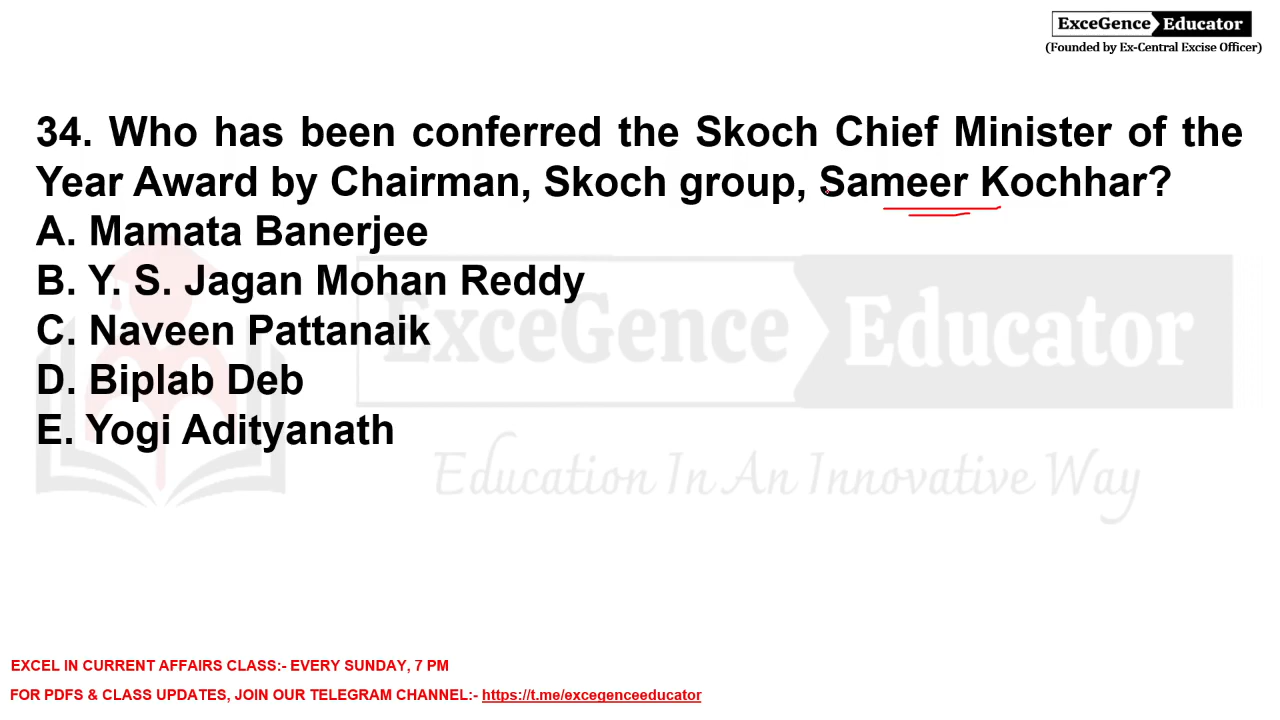 ExceGence Educator
(Founded by Ex-Central Excise Officer)
34. Who has been conferred the Skoch Chief Minister of the
Year Award by Chairman, Skoch group, Sameer Kochhar?
A. Mamata Banerjee
B. Y. S. Jagan Mohan Reddy
C. Naveen Pattanaik
D. Biplab Deb
E. Yogi Adityanath
ExceGence Educator
Education In An Innovative Way
EXCEL IN CURRENT AFFAIRS CLASS:- EVERY SUNDAY, 7 PM
FOR PDFS & CLASS UPDATES, JOIN OUR TELEGRAM CHANNEL:- https://t.me/excegenceeducator